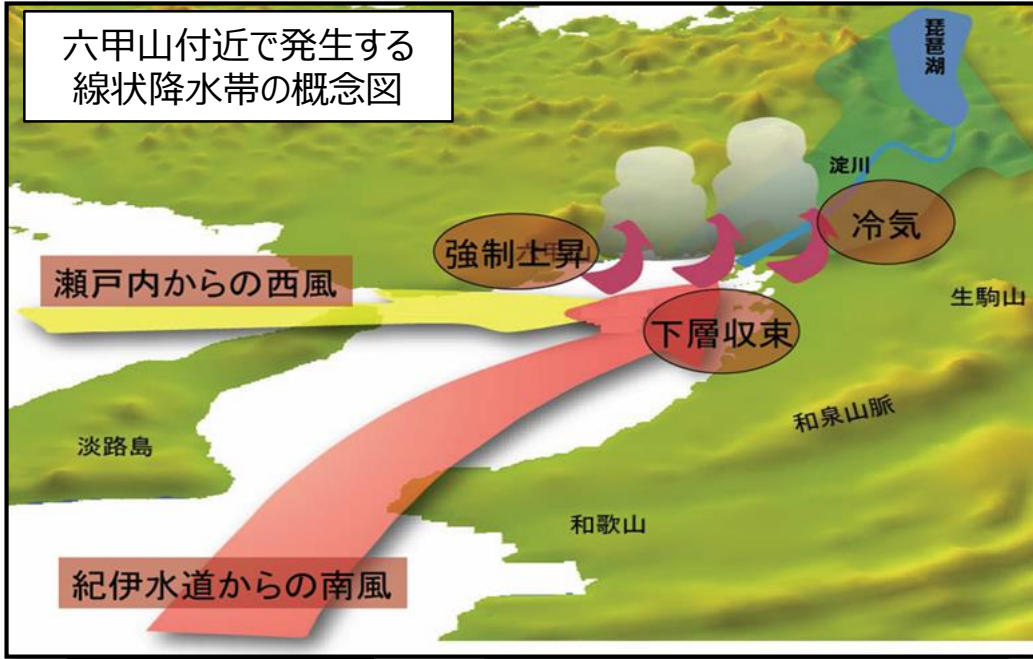 六甲山付近で発生する
線状降水帯の概念図
琵琶湖
淀川
冷気
強制上昇
六甲山
瀬戸内からの西風
下層収束
生駒山
和泉山脈
淡路島
和歌山
紀伊水道からの南風